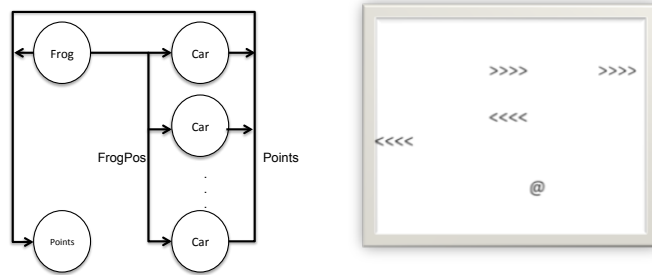 Frog
Car
Car
FrogPos
Points
.
.
.
Points
Car
>>>> >>>>
<<<<
<<<<
@